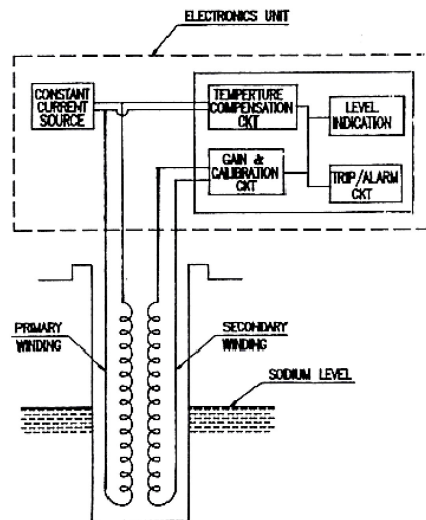 ELECTRONICS UNIT
CONSTANT
CURRENT
SOURCE
TEMPERTURE
COMPENSATION
CKT
LEVEL
INDICATION
GAIN &
CALIBRATION
CKT
TRIP/ALARM
CKT
PRIMARY
WINDING
SECONDARY
WINDING
SODIUM LEVEL